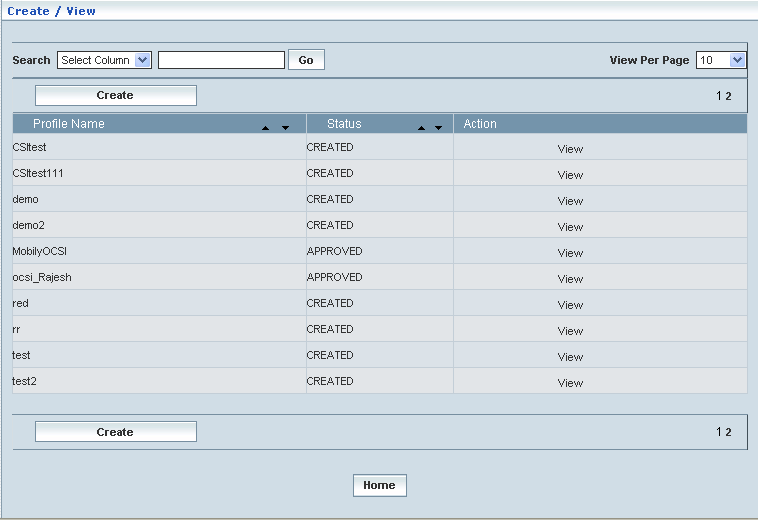 Create / View
Search Select Column Go View Per Page 10
Create 1 2
Profile Name Status Action
CSItest CREATED View
CSItest111 CREATED View
demo CREATED View
demo2 CREATED View
MobilyOCSI APPROVED View
ocsi_Rajesh APPROVED View
red CREATED View
rr CREATED View
test CREATED View
test2 CREATED View
Create 1 2
Home